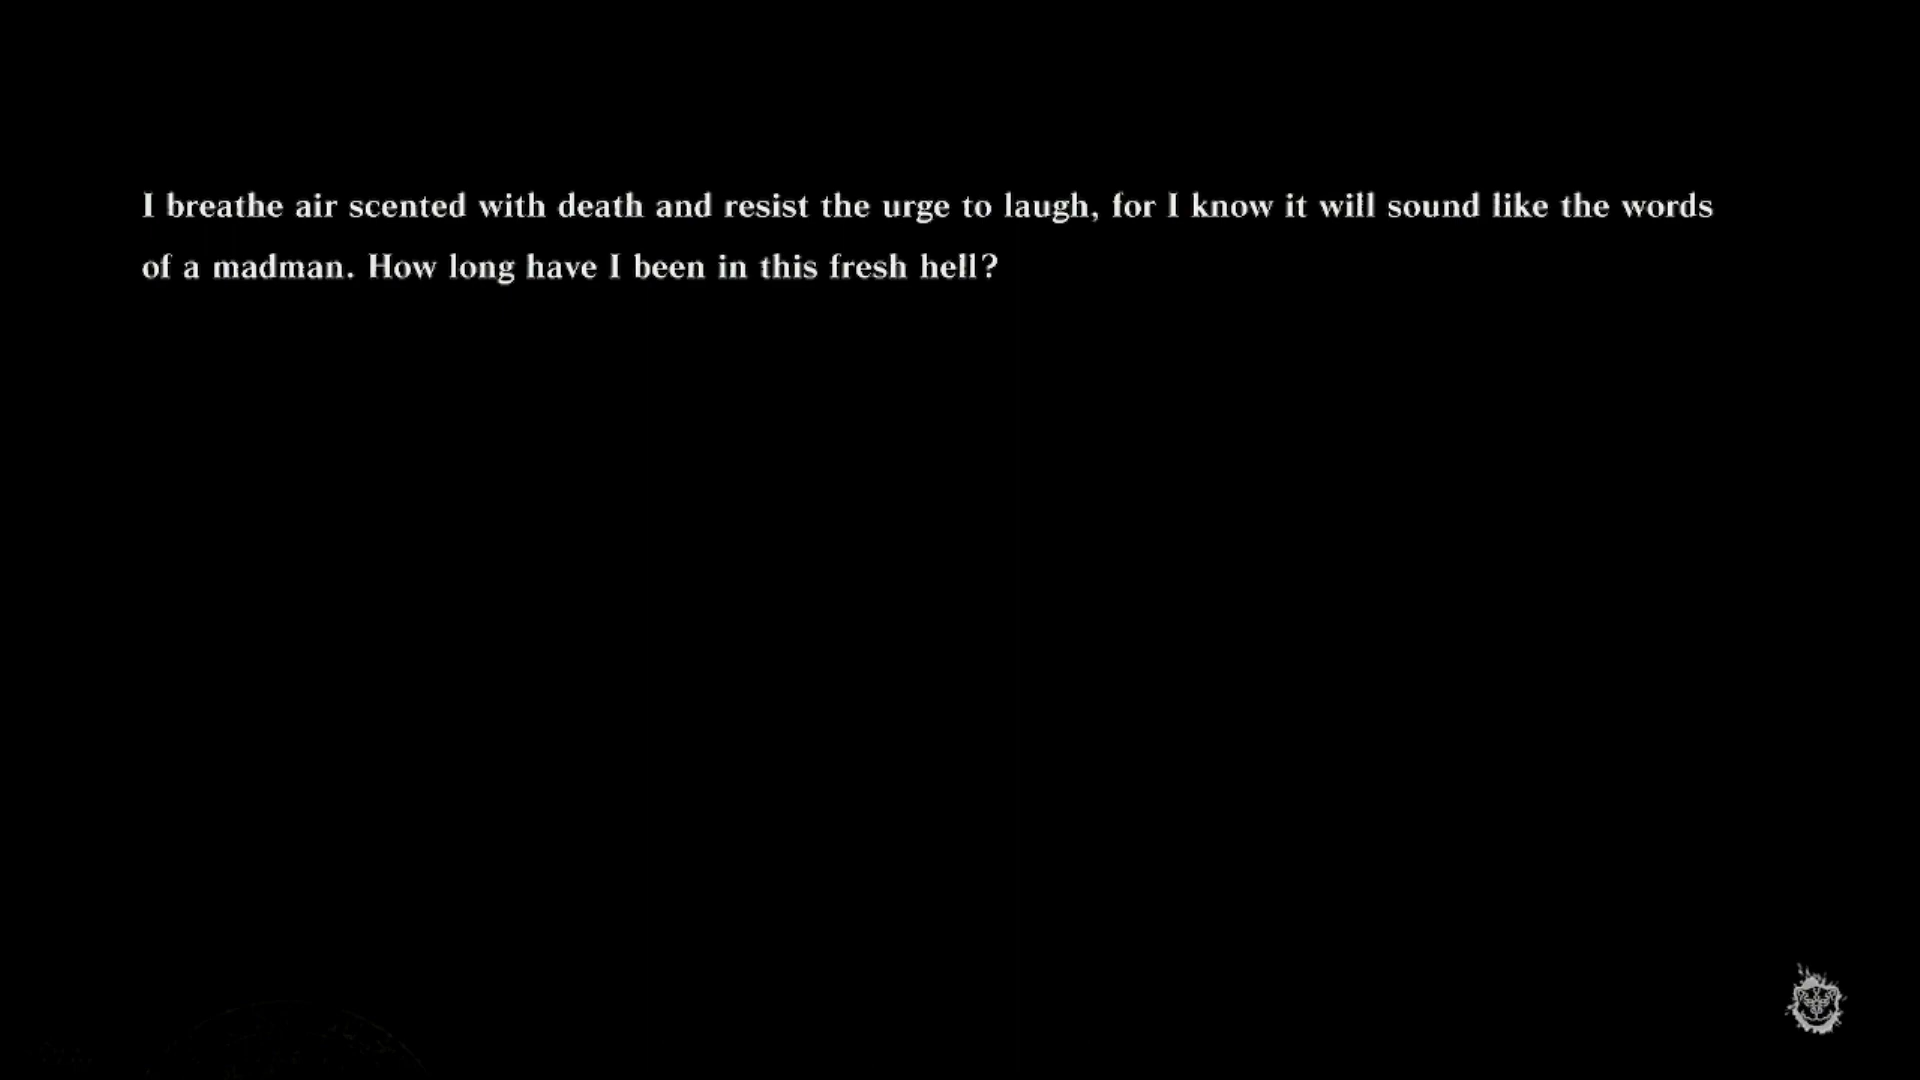 I breathe air scented with death and resist the urge to laugh, for I know it will sound like the words
of a madman. How long have I been in this fresh hell?